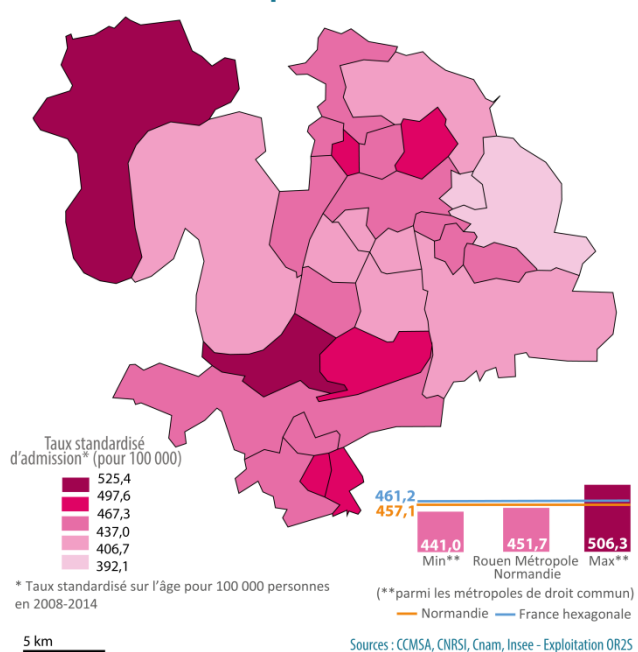 Taux standardisé
d'admission* (pour 100 000)
525,4
497,6
467,3
437,0
406,7
392,1
* Taux standardisé sur l'âge pour 100 000 personnes
en 2008-2014
5 km
461,2
457,1
441,0
451,7
506,3
Min**
Rouen Métropole
Normandie
Max**
(**parmi les métropoles de droit commun)
Normandie
France hexagonale
Sources : CCMSA, CNRSI, Cnam, Insee - Exploitation OR2S